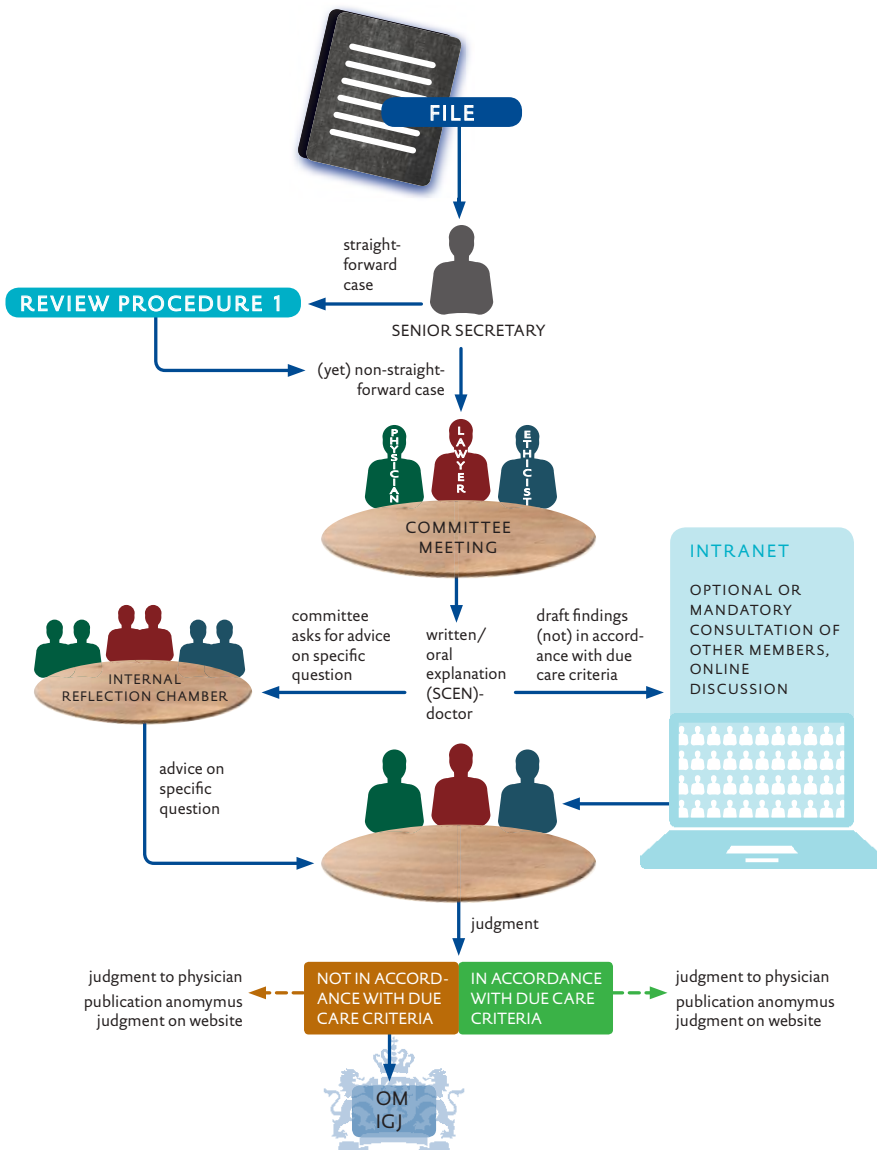 FILE
straight-
forward
case
REVIEW PROCEDURE 1
SENIOR SECRETARY
(yet) non-straight-
forward case
PHYSICIAN
LAWYER
ETHICIST
COMMITTEE
MEETING
INTRANET
OPTIONAL OR
MANDATORY
CONSULTATION OF
OTHER MEMBERS,
ONLINE
DISCUSSION
committee
asks for advice
on specific
question
written/
oral
explanation
(SCEN)-
doctor
draft findings
(not) in accord-
ance with due
care criteria
INTERNAL
REFLECTION CHAMBER
advice on
specific
question
judgment
judgment to physician
publication anomymus
judgment on website
NOT IN ACCORD-
ANCE WITH DUE
CARE CRITERIA
IN ACCORDANCE
WITH DUE CARE
CRITERIA
judgment to physician
publication anomymus
judgment on website
OM
IGJ